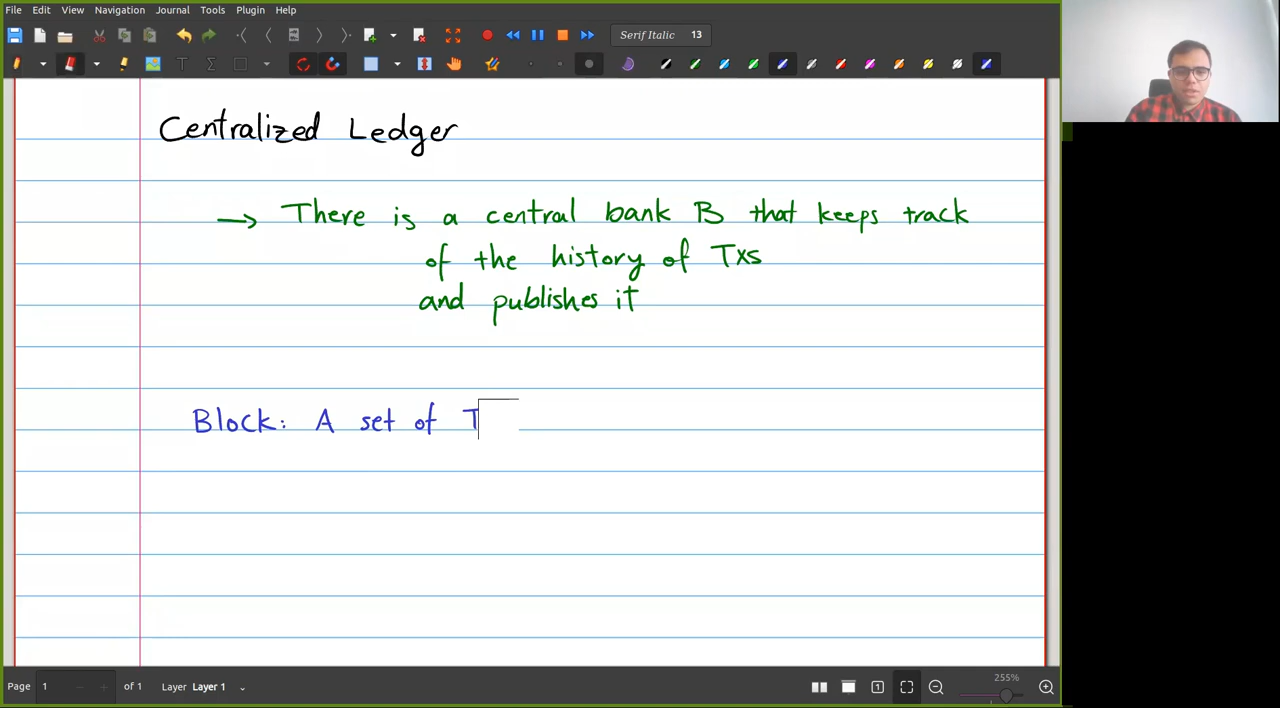 File Edit View Navigation Journal Tools Plugin Help
Serif Italic 13
Centralized Ledger
→ There is a central bank B that keeps track
of the history of Txs
and publishes it
Block: A set of T
Page 1 of 1 Layer Layer 1 255%